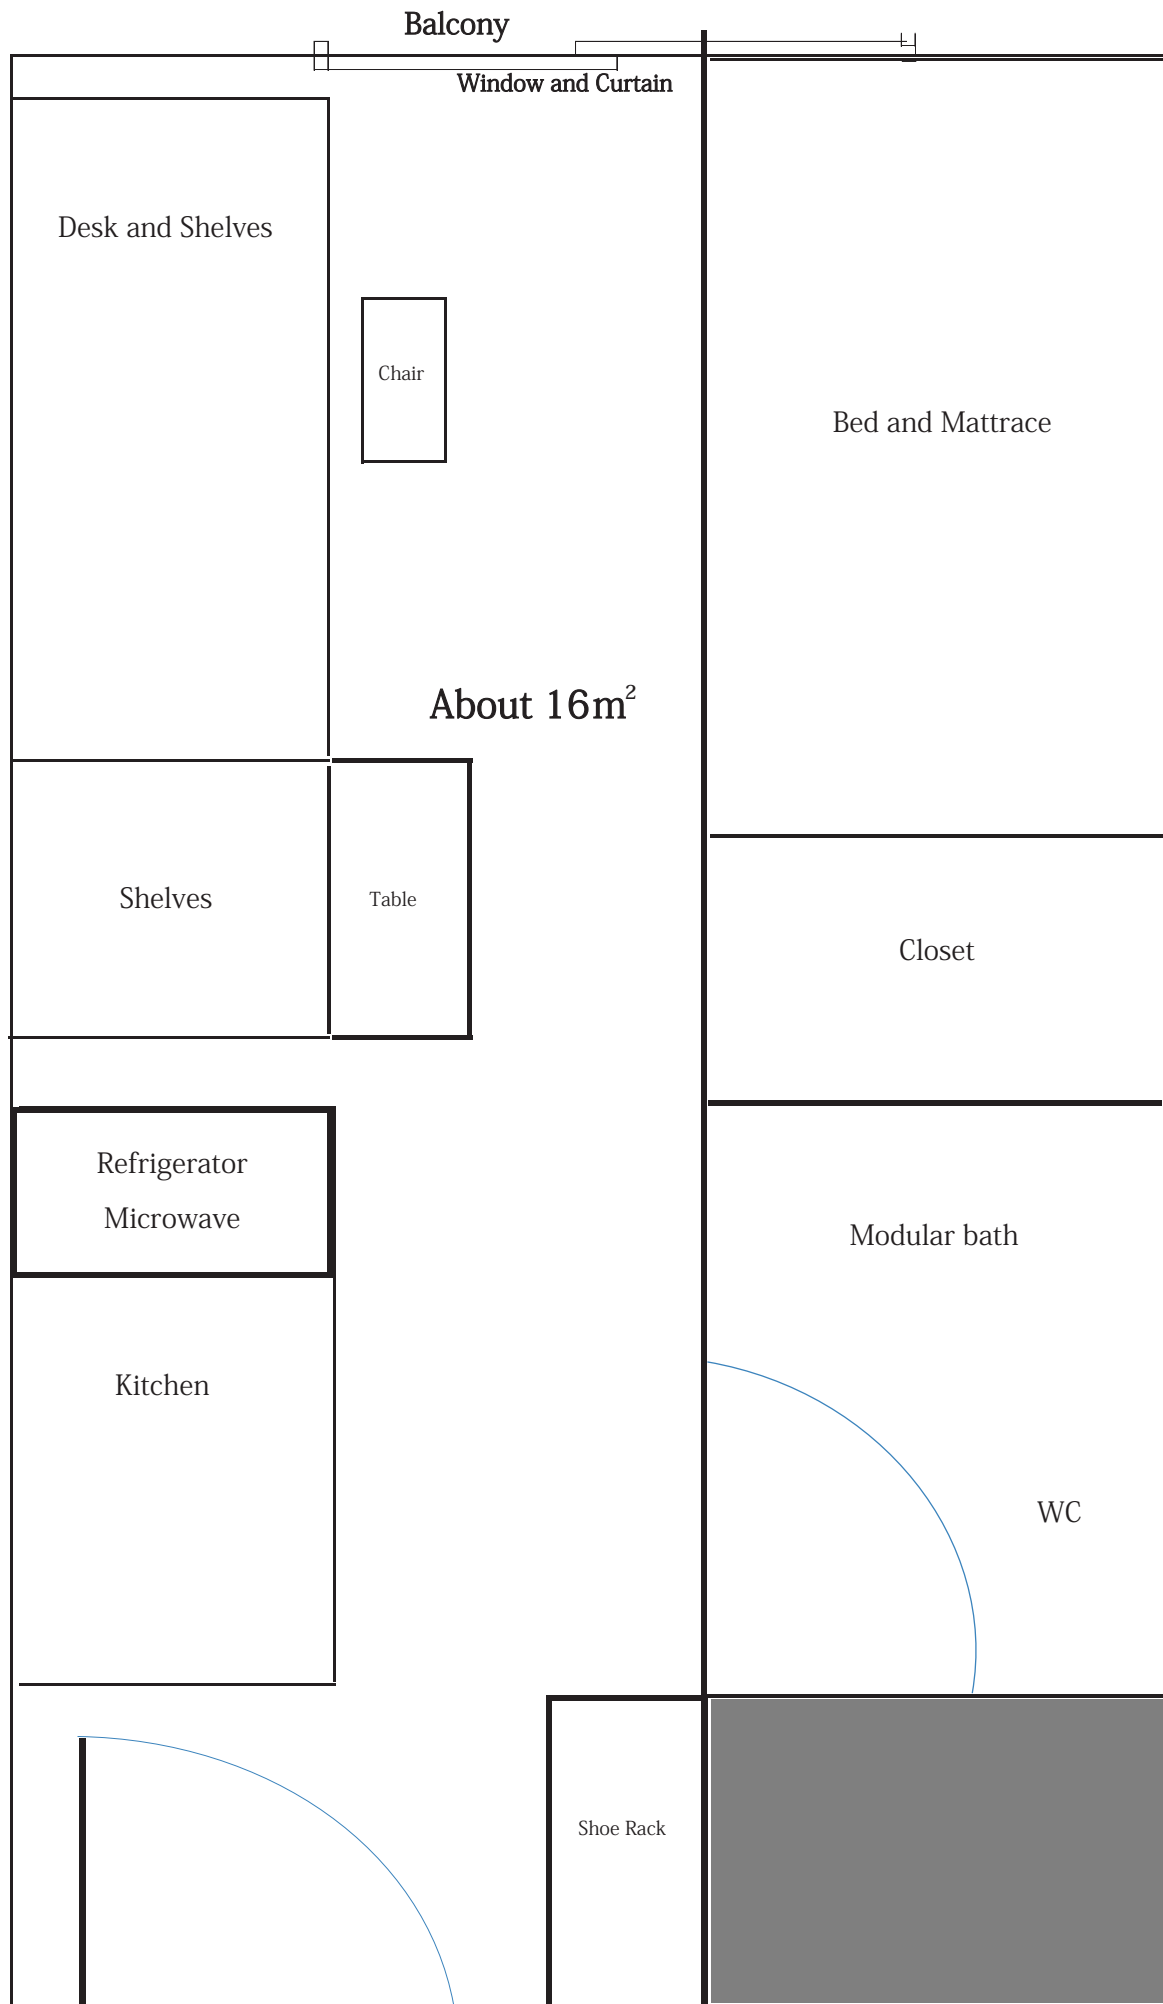 Balcony
Window and Curtain
Desk and Shelves
Chair
Bed and Mattrace
About 16m²
Shelves
Table
Closet
Refrigerator
Microwave
Modular bath
Kitchen
WC
Shoe Rack